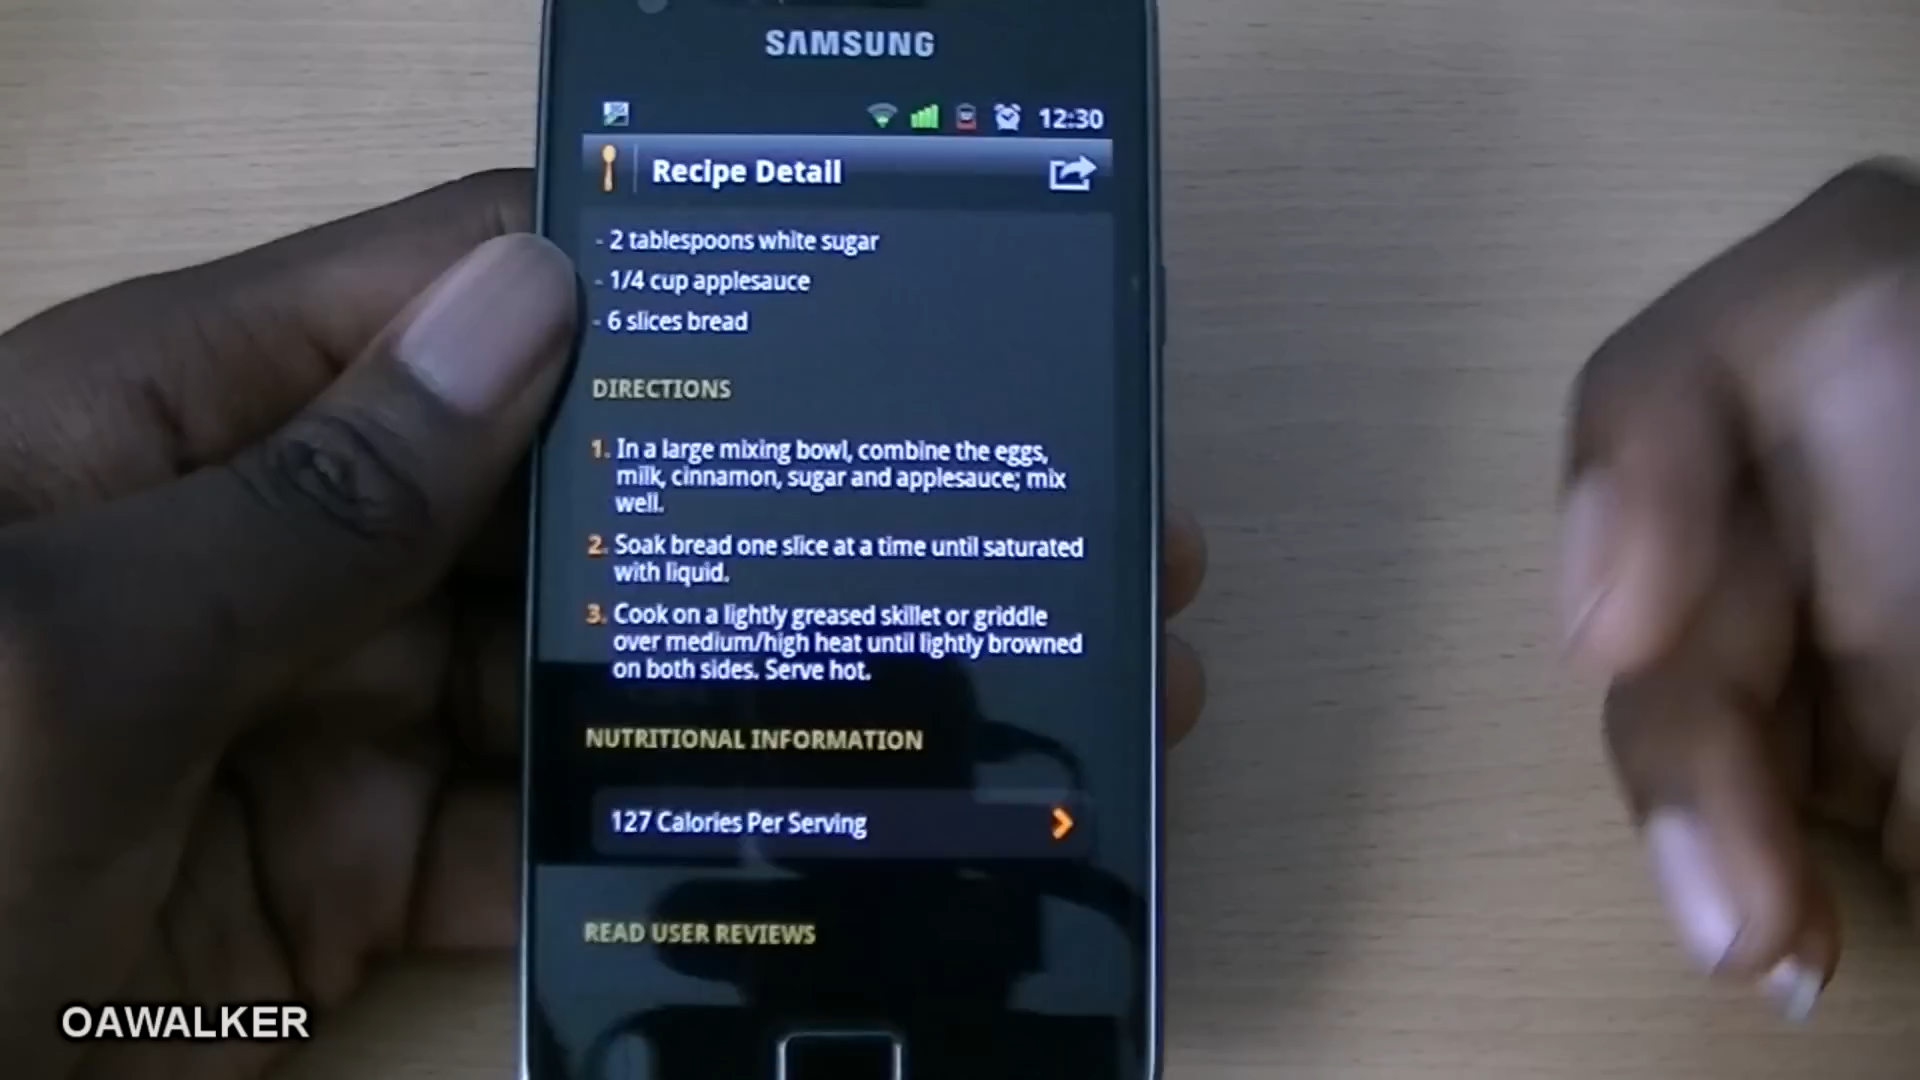 SAMSUNG
12:30
Recipe Detail
- 2 tablespoons white sugar
- 1/4 cup applesauce
- 6 slices bread
DIRECTIONS
1. In a large mixing bowl, combine the eggs,
milk, cinnamon, sugar and applesauce; mix
well.
2. Soak bread one slice at a time until saturated
with liquid.
3. Cook on a lightly greased skillet or griddle
over medium/high heat until lightly browned
on both sides. Serve hot.
NUTRITIONAL INFORMATION
127 Calories Per Serving
READ USER REVIEWS
OAWALKER